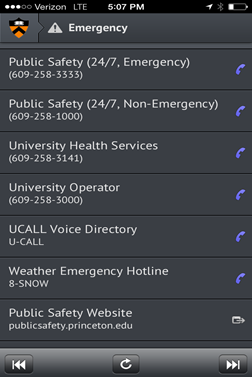 Verizon LTE 5:07 PM
Emergency
Public Safety (24/7, Emergency)
(609-258-3333)
Public Safety (24/7, Non-Emergency)
(609-258-1000)
University Health Services
(609-258-3141)
University Operator
(609-258-3000)
UCALL Voice Directory
U-CALL
Weather Emergency Hotline
8-SNOW
Public Safety Website
publicsafety.princeton.edu